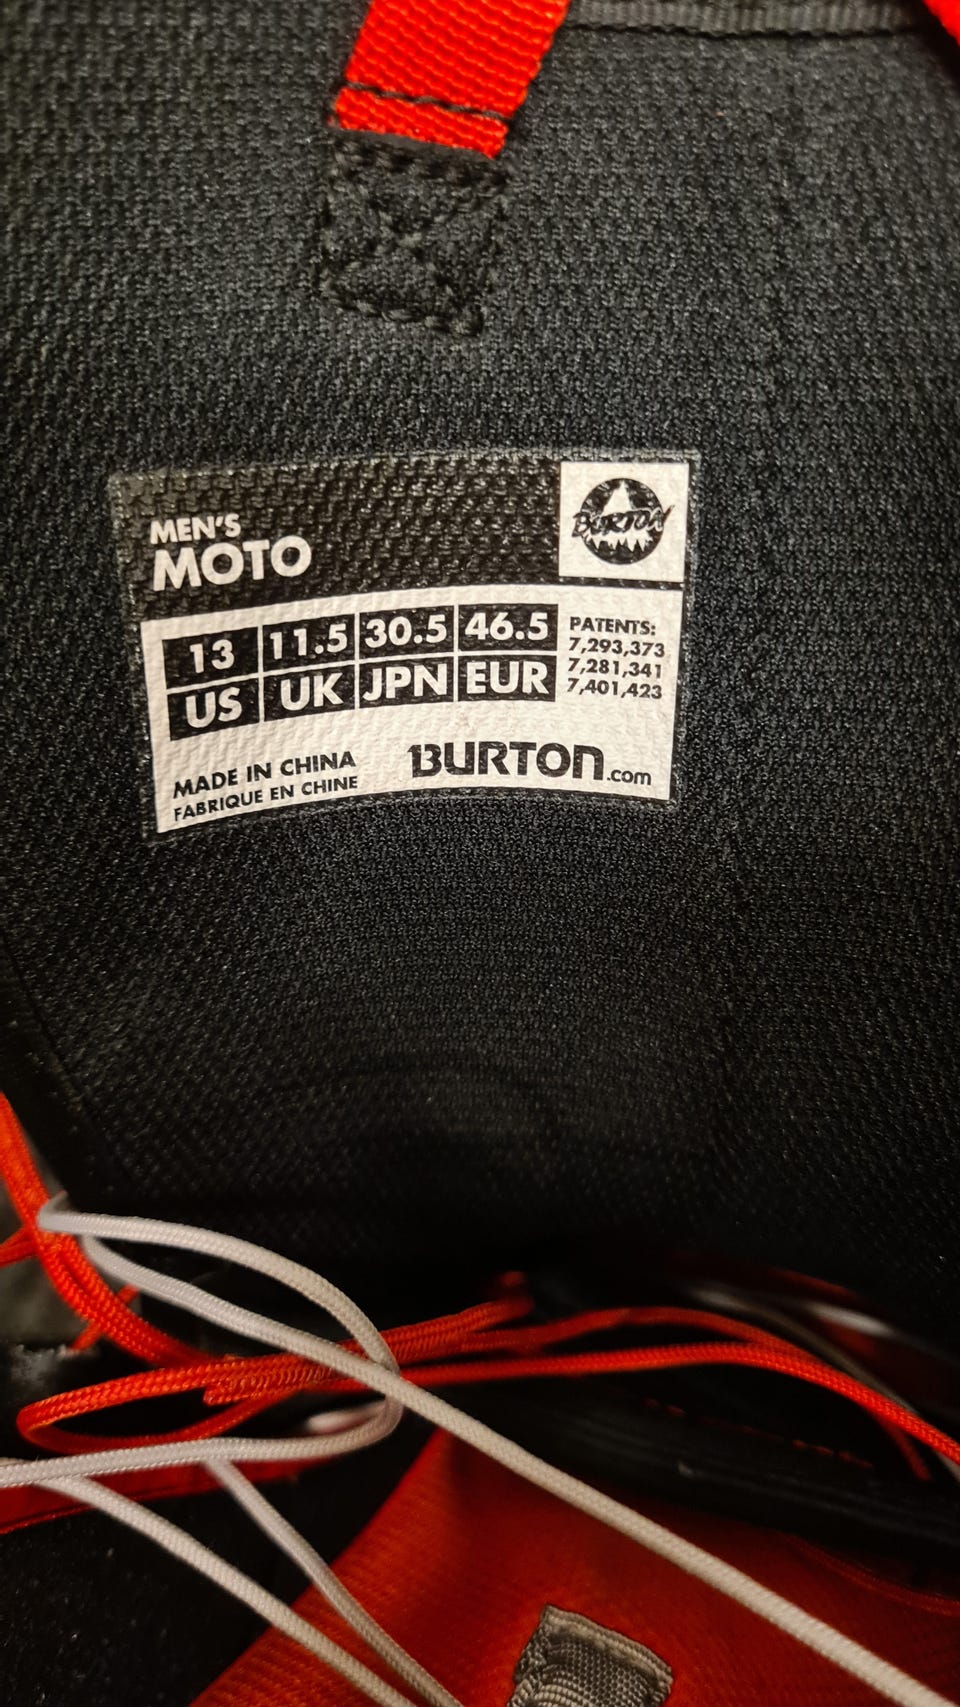 MEN'S
MOTO
BURTON
13 11.5 30.5 46.5
US UK JPN EUR
PATENTS:
7,293,373
7,281,341
7,401,423
MADE IN CHINA
FABRIQUE EN CHINE
BURTON.com